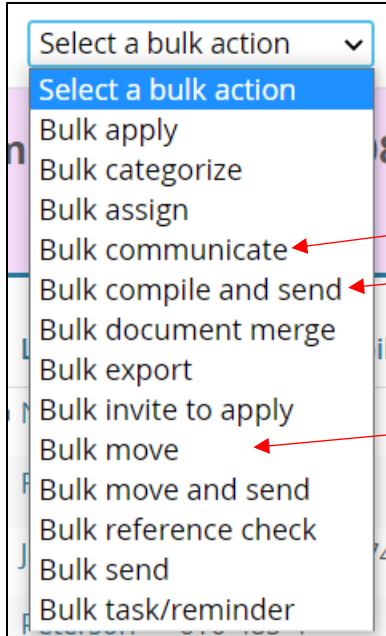 Select a bulk action
Select a bulk action
Bulk apply
Bulk categorize
Bulk assign
Bulk communicate
Bulk compile and send
Bulk document merge
Bulk export
Bulk invite to apply
Bulk move
Bulk move and send
Bulk reference check
Bulk send
Bulk task/reminder